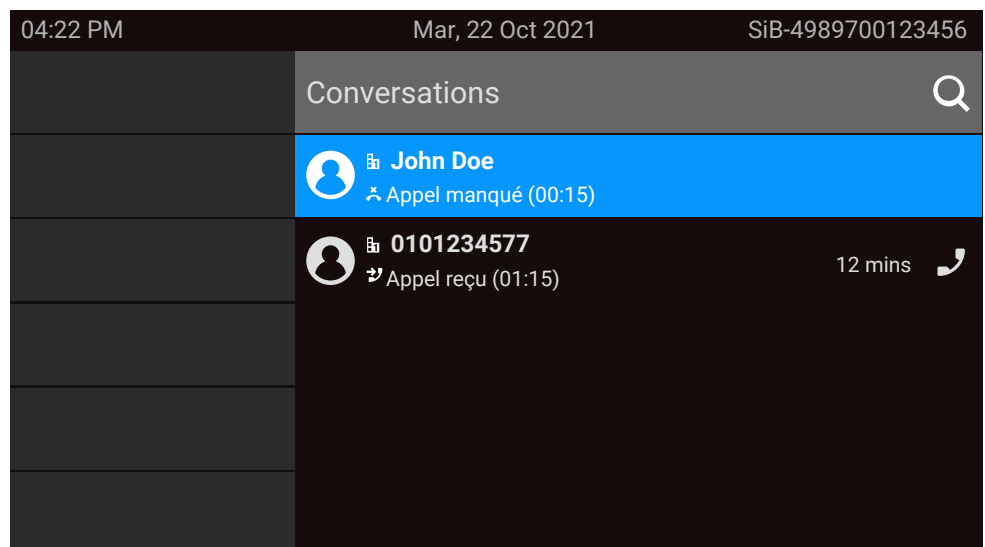 04:22 PM Mar, 22 Oct 2021 SiB-4989700123456
Conversations
John Doe
Appel manqué (00:15)
0101234577
Appel reçu (01:15)
12 mins